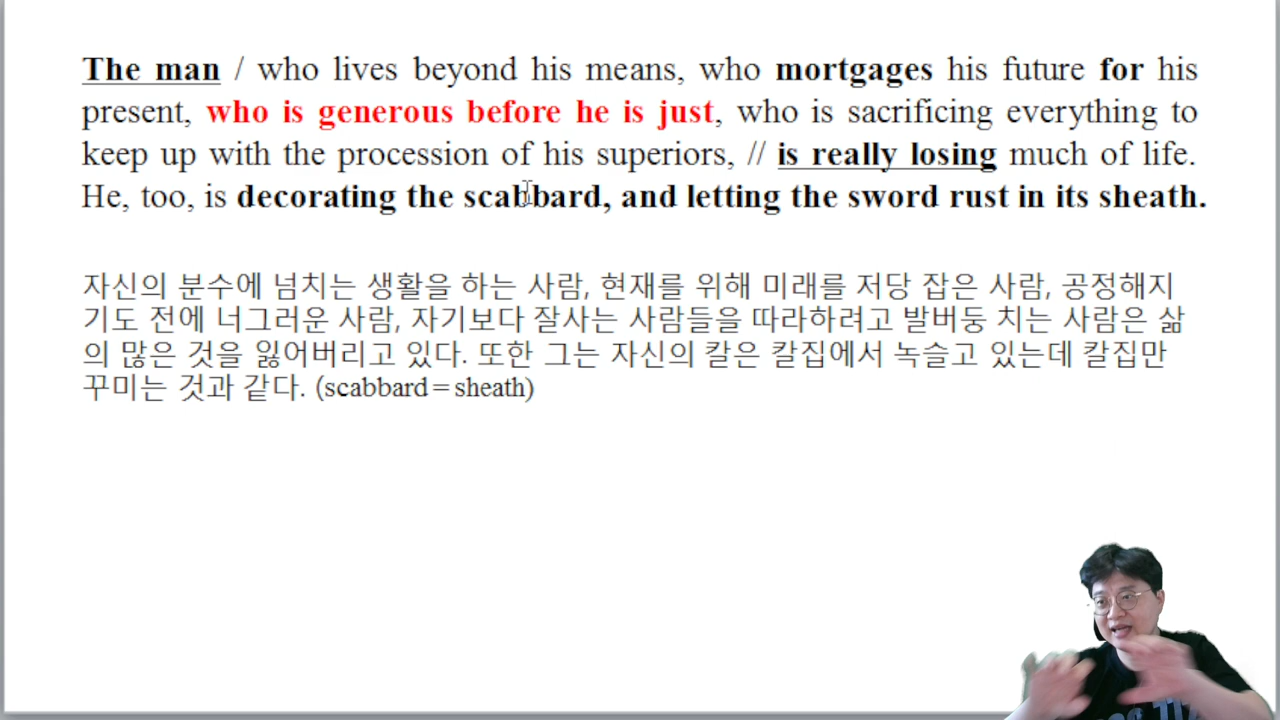 The man / who lives beyond his means, who mortgages his future for his
present, who is generous before he is just, who is sacrificing everything to
keep up with the procession of his superiors, // is really losing much of life.
He, too, is decorating the scabbard, and letting the sword rust in its sheath.
자신의 분수에 넘치는 생활을 하는 사람, 현재를 위해 미래를 저당 잡은 사람, 공정해지
기도 전에 너그러운 사람, 자기보다 잘사는 사람들을 따라하려고 발버둥 치는 사람은 삶
의 많은 것을 잃어버리고 있다. 또한 그는 자신의 칼은 칼집에서 녹슬고 있는데 칼집만
꾸미는 것과 같다. (scabbard=sheath)